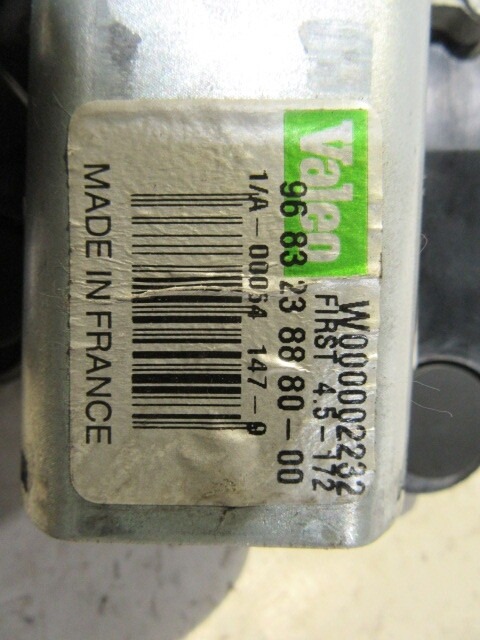 Valeo
W000002232
FIRST 4.5-172
96 83 23 88 80-00
1/A-00054 147-9
MADE IN FRANCE